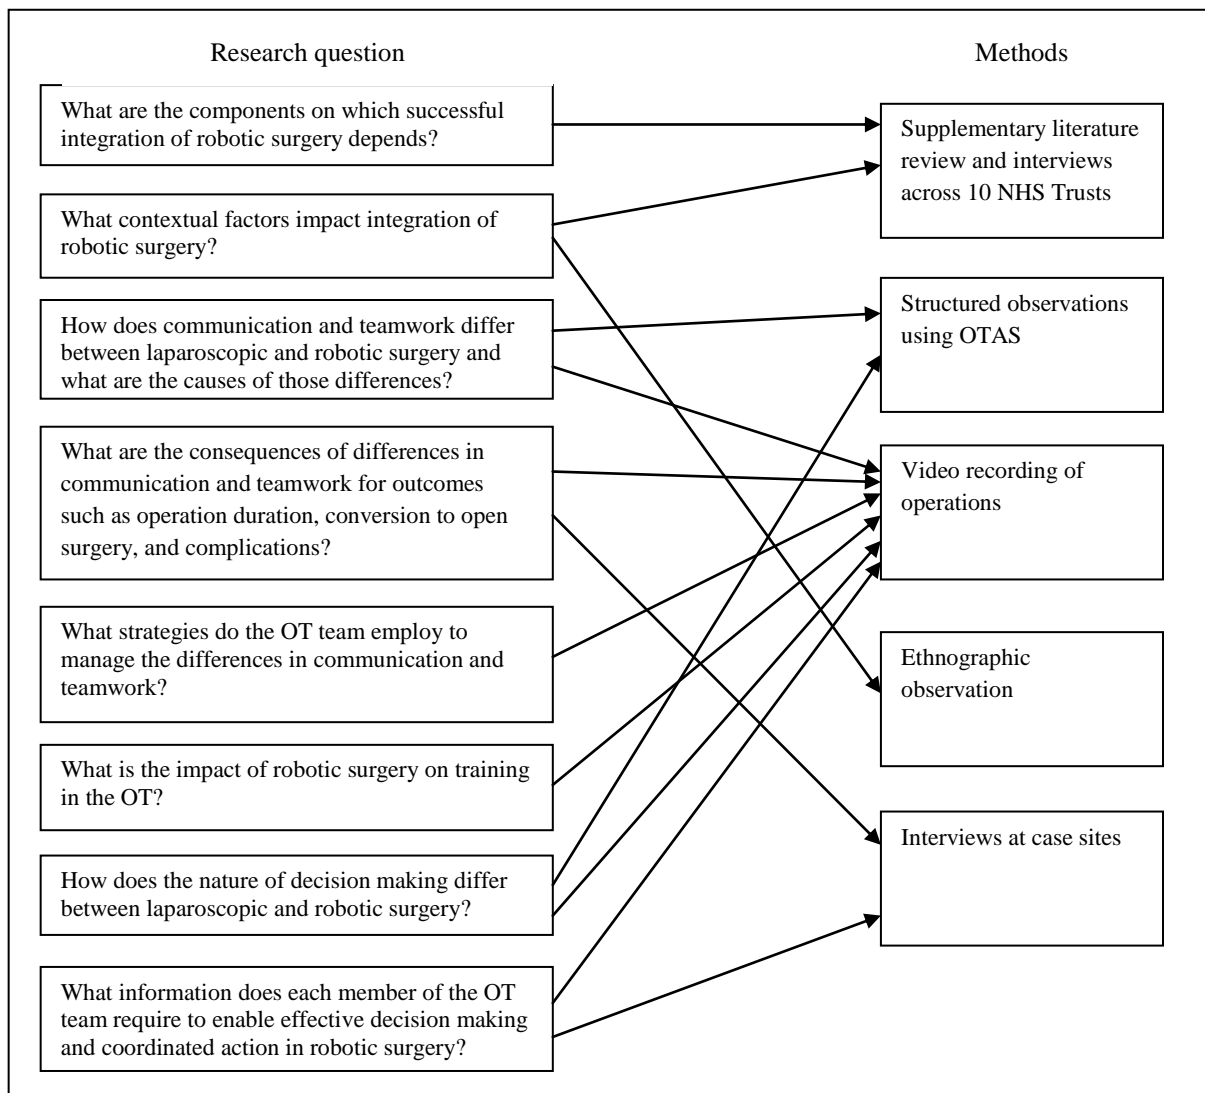 Research question
What are the components on which successful
integration of robotic surgery depends?
What contextual factors impact integration of
robotic surgery?
How does communication and teamwork differ
between laparoscopic and robotic surgery and
what are the causes of those differences?
What are the consequences of differences in
communication and teamwork for outcomes
such as operation duration, conversion to open
surgery, and complications?
What strategies do the OT team employ to
manage the differences in communication and
teamwork?
What is the impact of robotic surgery on training
in the OT?
How does the nature of decision making differ
between laparoscopic and robotic surgery?
What information does each member of the OT
team require to enable effective decision making
and coordinated action in robotic surgery?
Methods
Supplementary literature
review and interviews
across 10 NHS Trusts
Structured observations
using OTAS
Video recording of
operations
Ethnographic
observation
Interviews at case sites